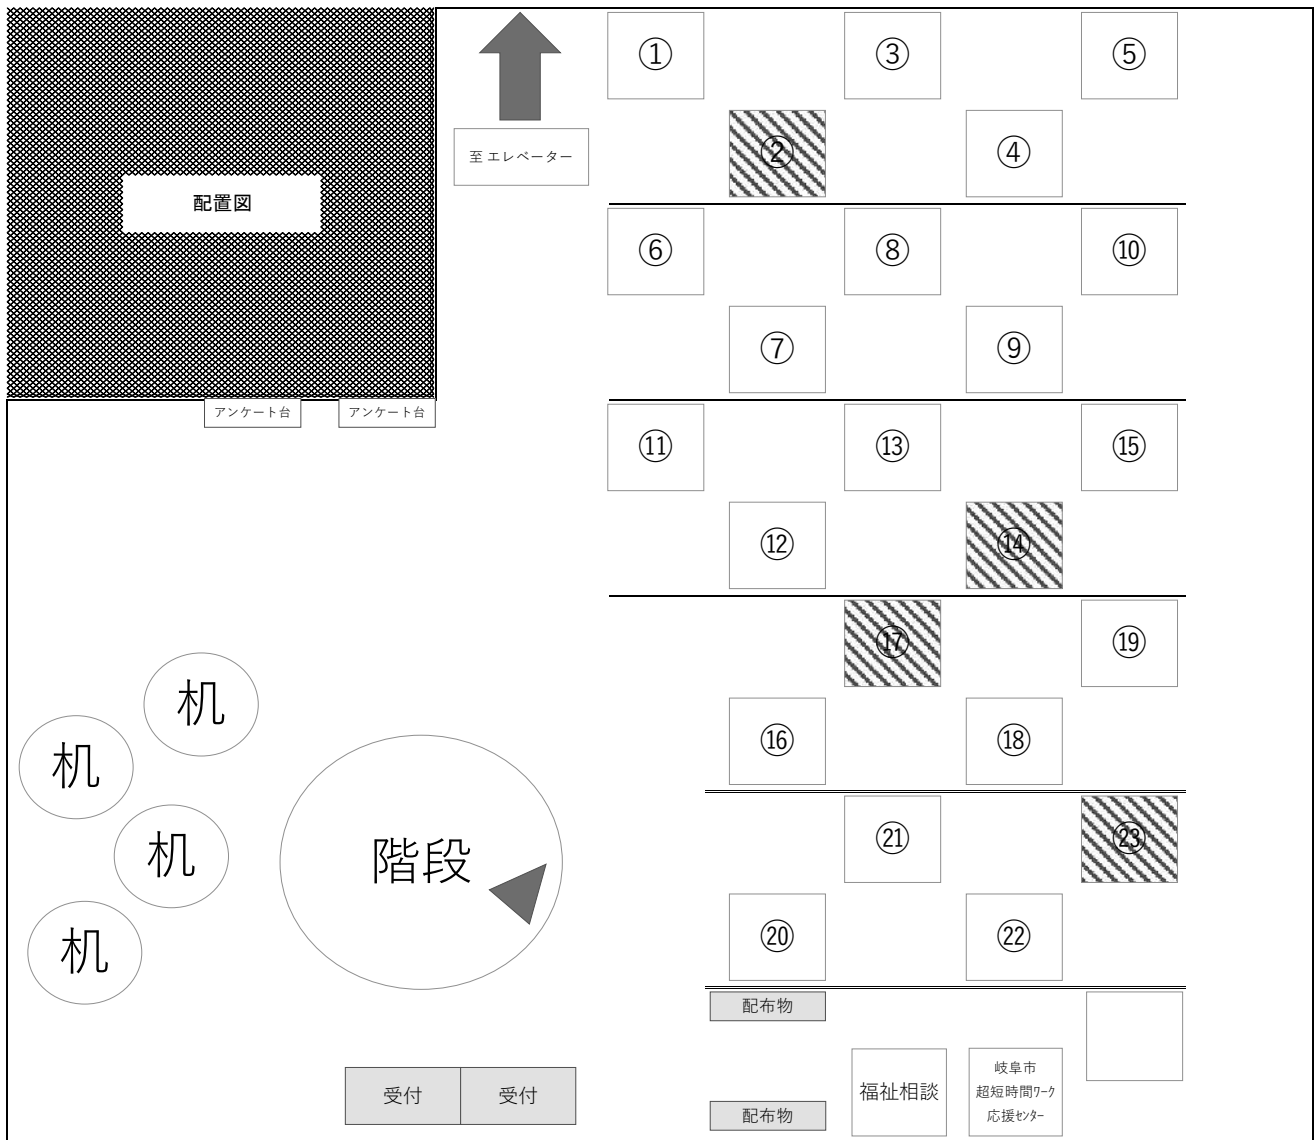 ①
③
⑤
②
④
至 エレベーター
配置図
⑥
⑧
⑩
⑦
⑨
アンケート台
アンケート台
⑪
⑬
⑮
⑫
⑭
⑰
⑲
⑯
⑱
机
机
机
机
階段
㉑
㉓
⑳
㉒
配布物
受付
受付
福祉相談
岐阜市
超短時間ワーク
応援センター
配布物